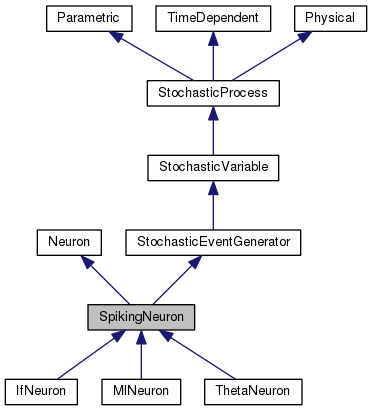 Parametric
TimeDependent
Physical
StochasticProcess
StochasticVariable
Neuron
StochasticEventGenerator
SpikingNeuron
IfNeuron
MlNeuron
ThetaNeuron